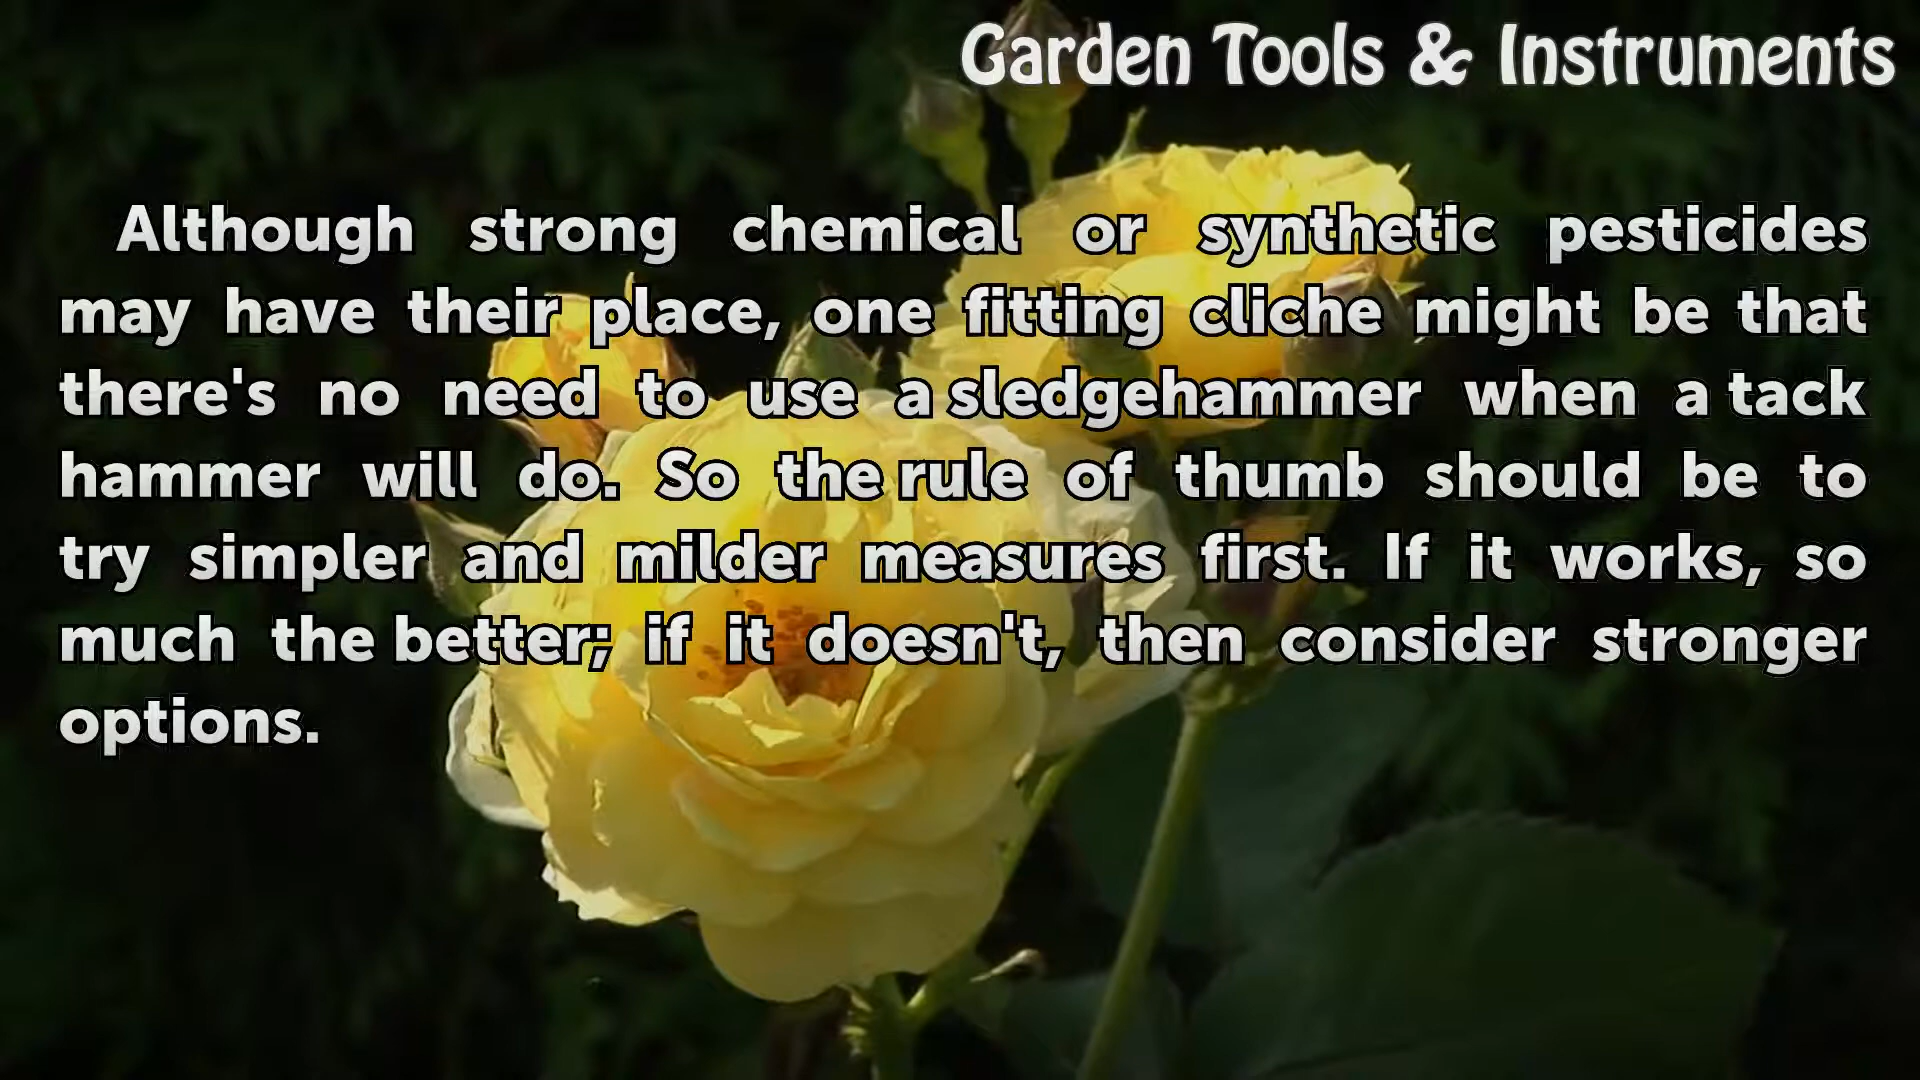 Garden Tools & Instruments
Although strong chemical or synthetic pesticides
may have their place, one fitting cliche might be that
there's no need to use a sledgehammer when a tack
hammer will do. So the rule of thumb should be to
try simpler and milder measures first. If it works, so
much the better; if it doesn't, then consider stronger
options.